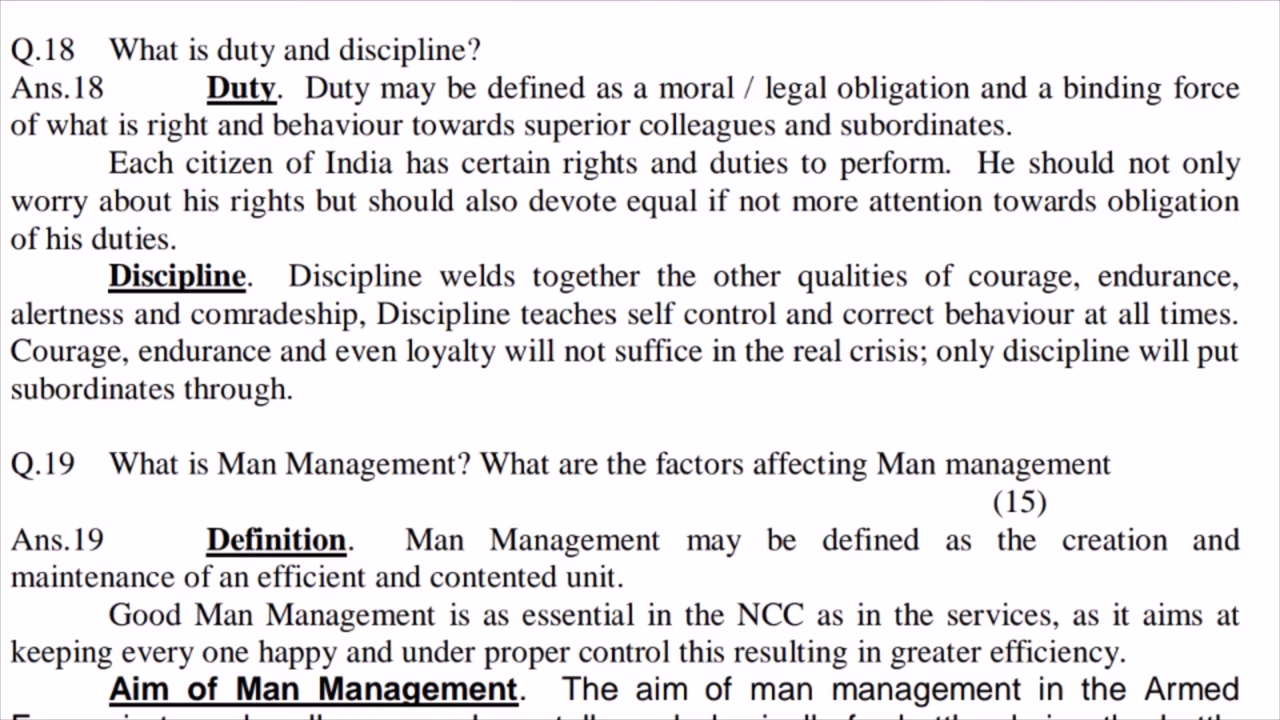 Q.18 What is duty and discipline?
Ans.18 Duty. Duty may be defined as a moral / legal obligation and a binding force
of what is right and behaviour towards superior colleagues and subordinates.
Each citizen of India has certain rights and duties to perform. He should not only
worry about his rights but should also devote equal if not more attention towards obligation
of his duties.
Discipline. Discipline welds together the other qualities of courage, endurance,
alertness and comradeship, Discipline teaches self control and correct behaviour at all times.
Courage, endurance and even loyalty will not suffice in the real crisis; only discipline will put
subordinates through.
Q.19 What is Man Management? What are the factors affecting Man management
(15)
Ans.19 Definition. Man Management may be defined as the creation and
maintenance of an efficient and contented unit.
Good Man Management is as essential in the NCC as in the services, as it aims at
keeping every one happy and under proper control this resulting in greater efficiency.
Aim of Man Management. The aim of man management in the Armed